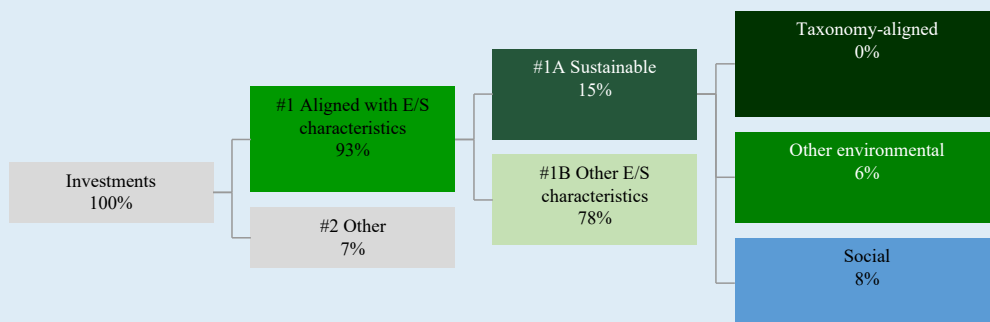 Investments
100%
#1 Aligned with E/S
characteristics
93%
#2 Other
7%
#1A Sustainable
15%
#1B Other E/S
characteristics
78%
Taxonomy-aligned
0%
Other environmental
6%
Social
8%